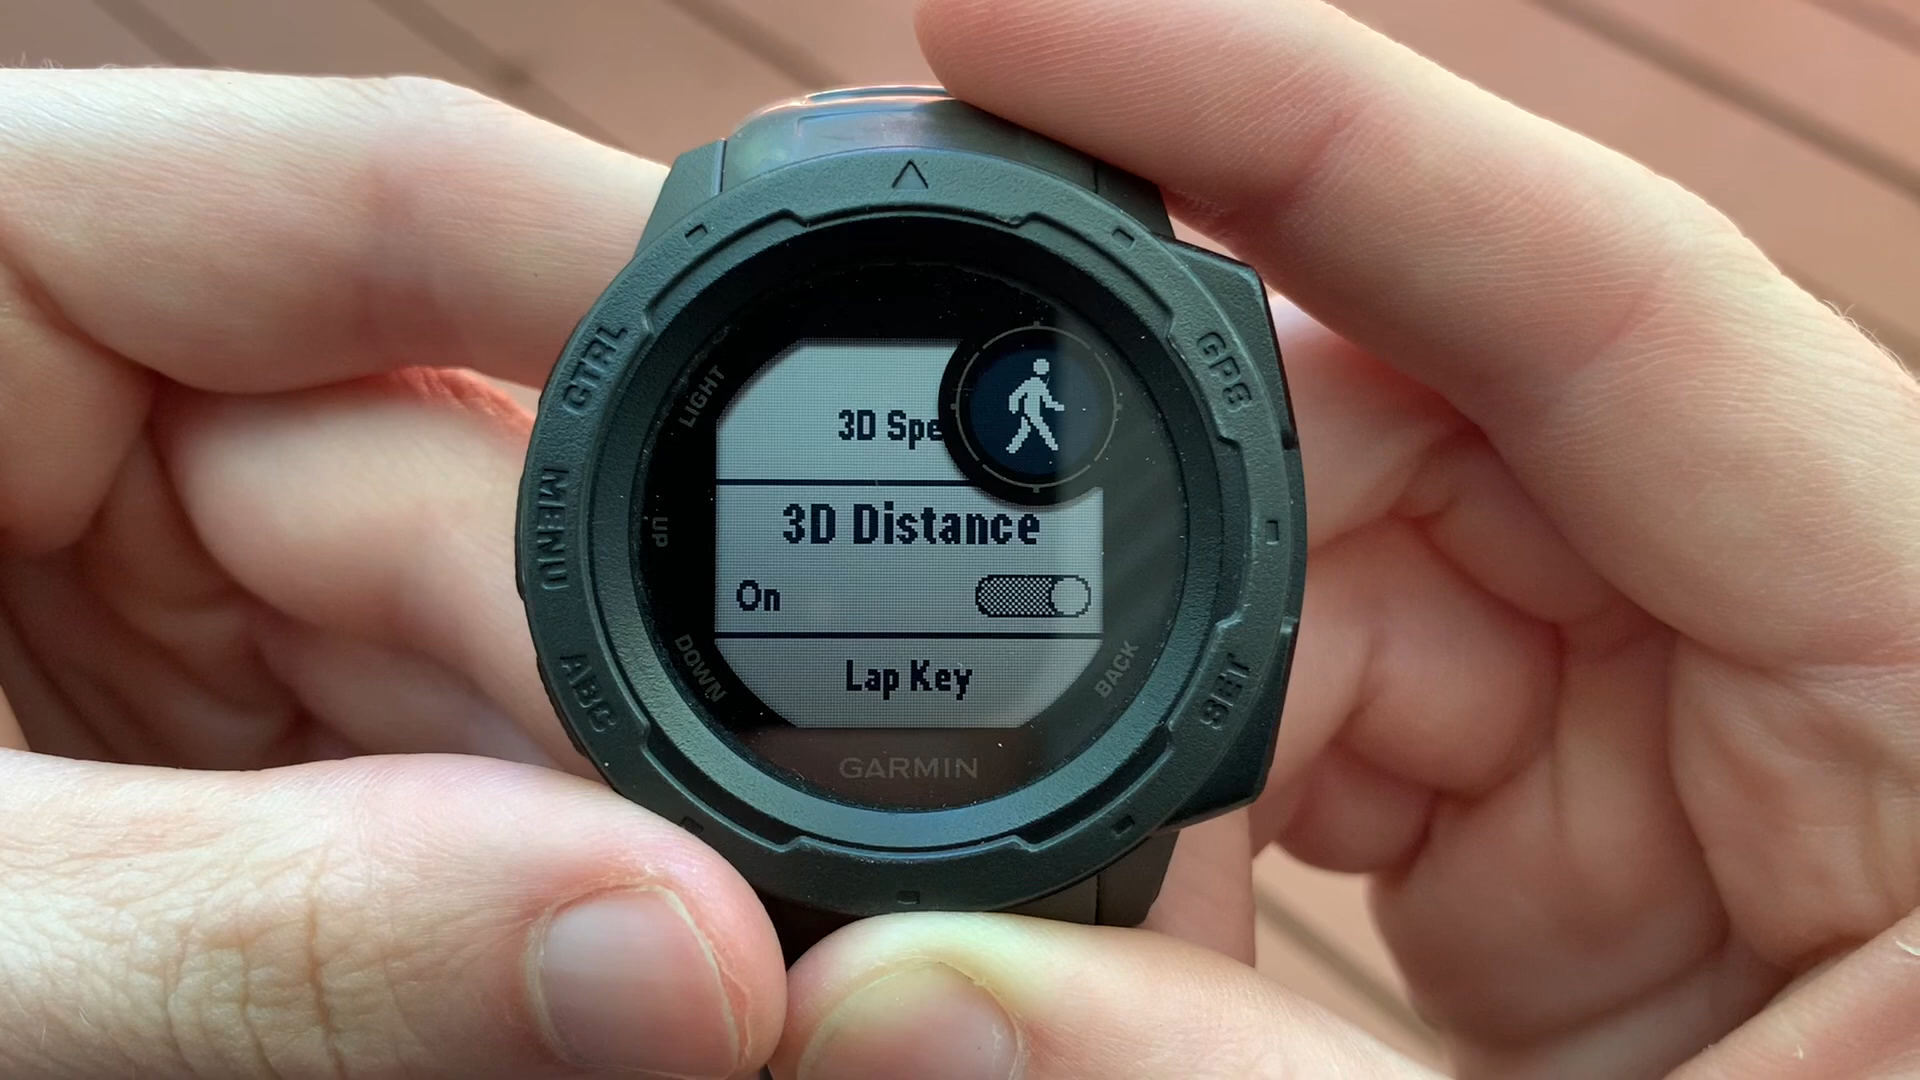 CTRL
LIGHT
GPS
3D Spe
MENU
UP
3D Distance
On
DOWN
ABC
Lap Key
BACK
SET
GARMIN